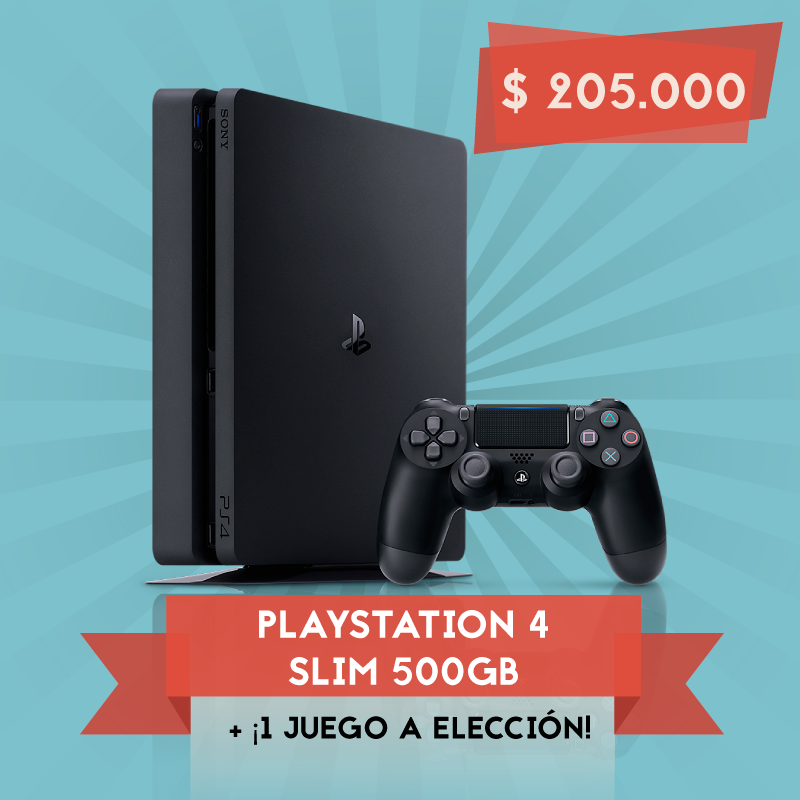 $ 205.000
SONY
PS4
PLAYSTATION 4
SLIM 500GB
+ ¡1 JUEGO A ELECCIÓN!